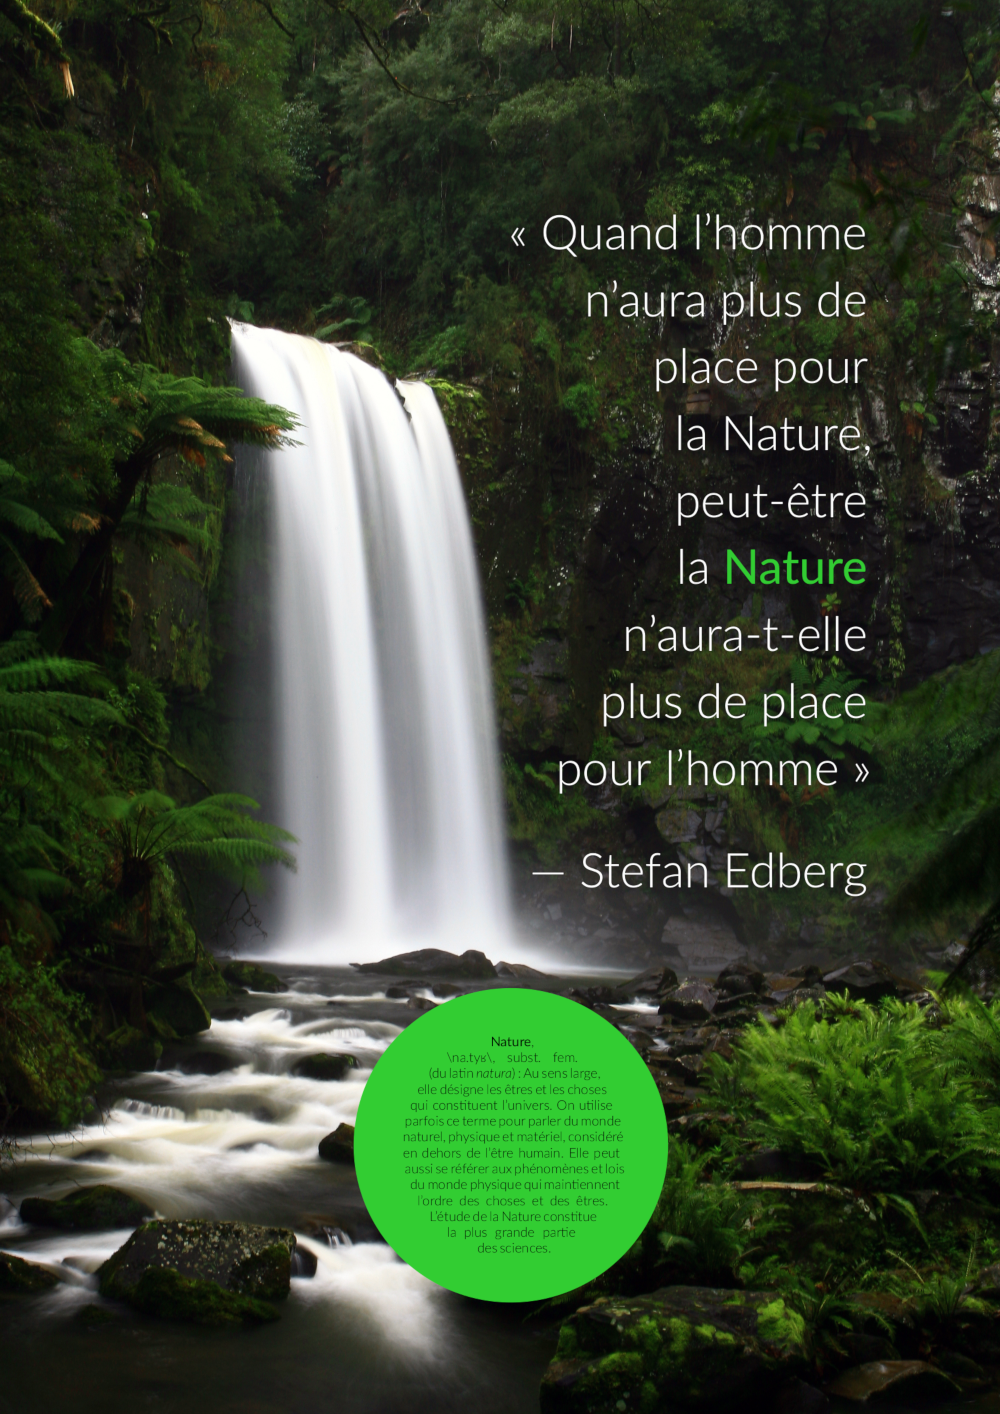 « Quand l’homme
n’aura plus de
place pour
la Nature,
peut-être
la Nature
n’aura-t-elle
plus de place
pour l’homme »
— Stefan Edberg
Nature,
\na.tyʁ\, subst. fem.
(du latin natura) : Au sens large,
elle désigne les êtres et les choses
qui constituent l’univers. On utilise
parfois ce terme pour parler du monde
naturel, physique et matériel, considéré
en dehors de l’être humain. Elle peut
aussi se référer aux phénomènes et lois
du monde physique qui maintiennent
l’ordre des choses et des êtres.
L’étude de la Nature constitue
la plus grande partie
des sciences.